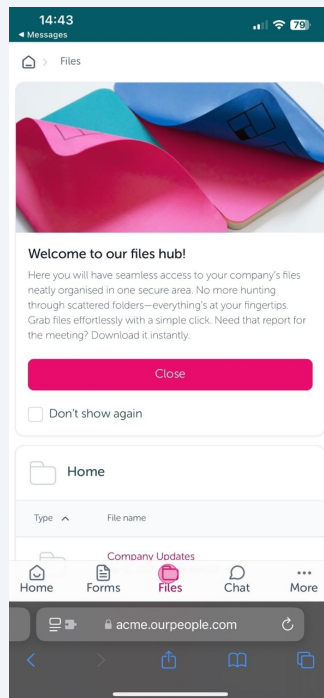 14:43
79
◀ Messages
Files
Welcome to our files hub!
Here you will have seamless access to your company's files
neatly organised in one secure area. No more hunting
through scattered folders—everything's at your fingertips.
Grab files effortlessly with a simple click. Need that report for
the meeting? Download it instantly.
Close
Don't show again
Home
Type File name
Company Updates
Home Forms Files Chat More
acme.ourpeople.com